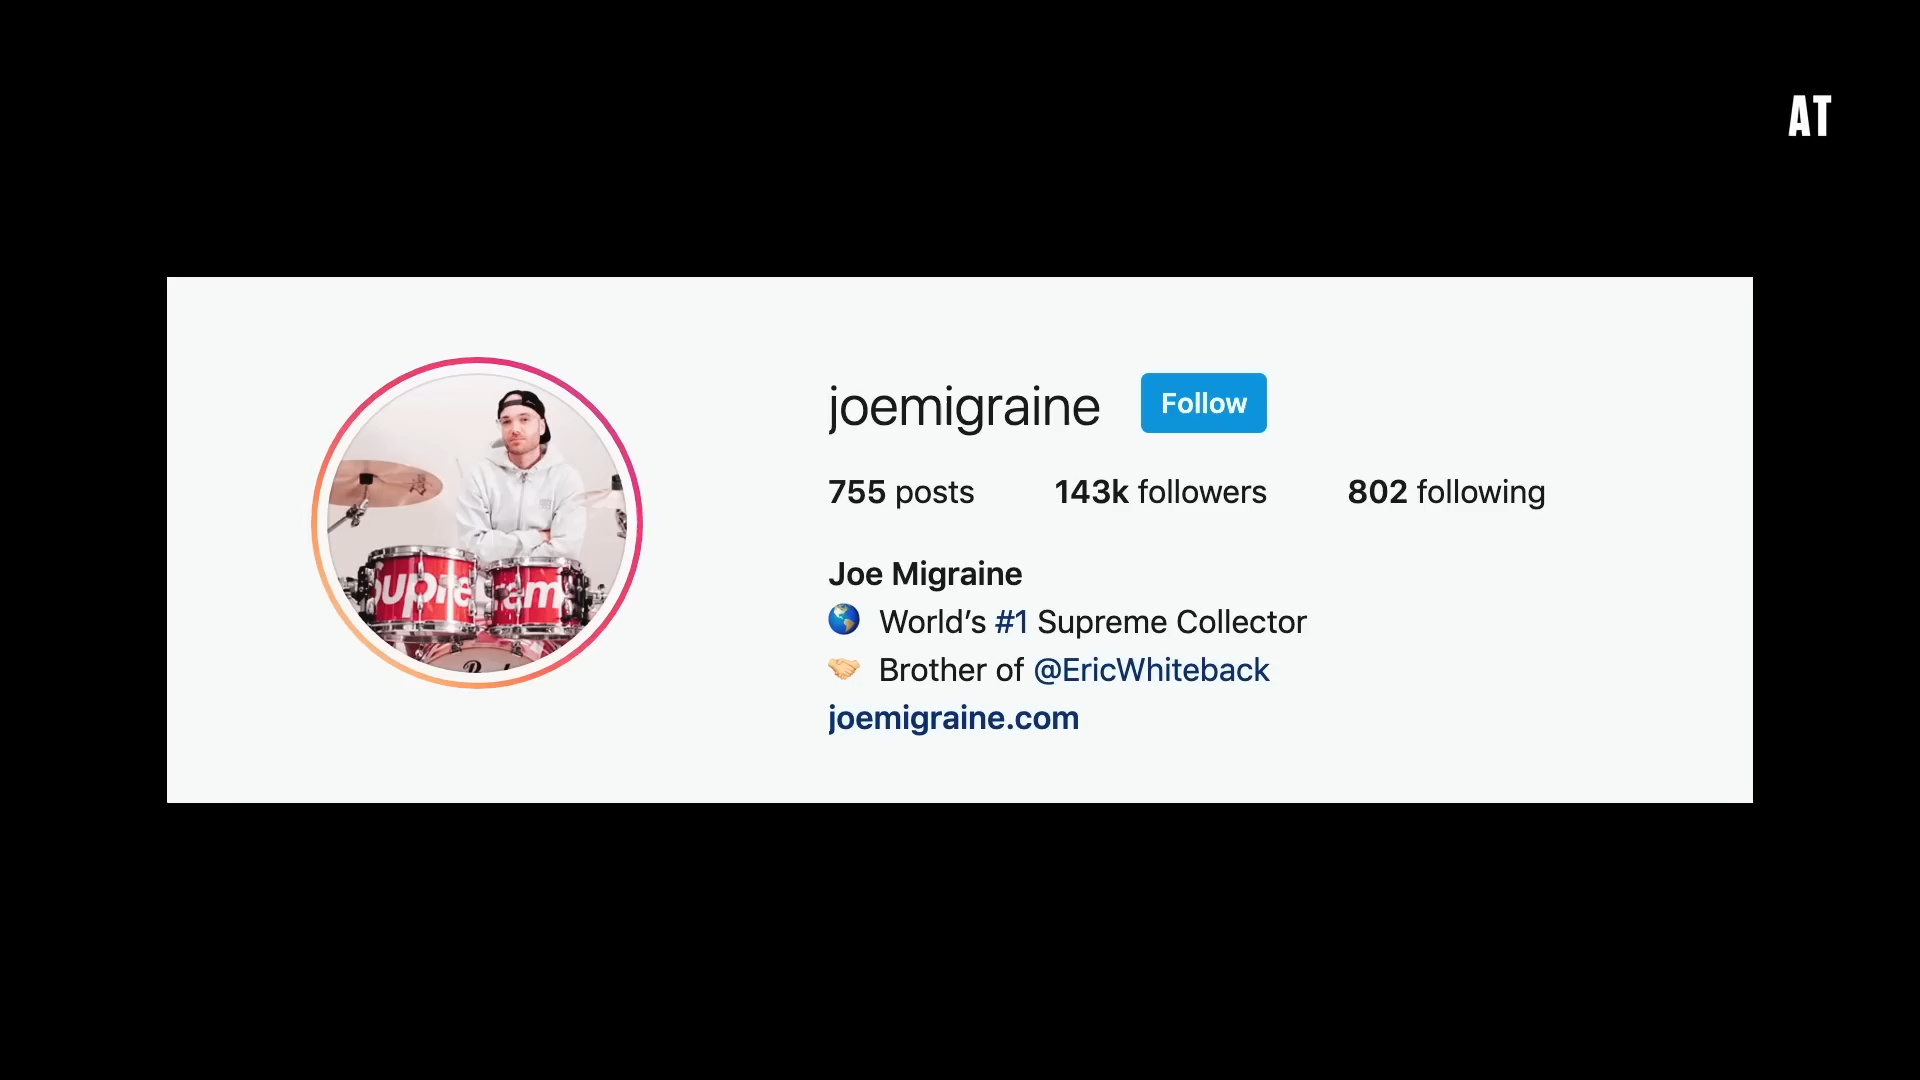 AT
joemigraine Follow
755 posts 143k followers 802 following
Joe Migraine
🌎 World’s #1 Supreme Collector
🤝🏻 Brother of @EricWhiteback
joemigraine.com
Supre